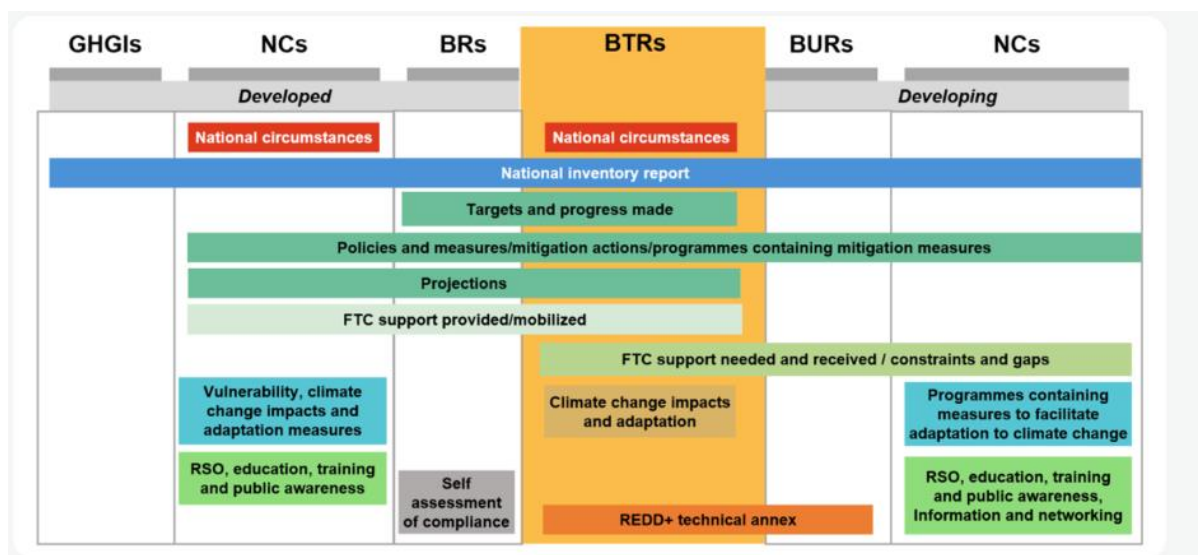 GHGIs NCs BRs BTRs BURs NCs
Developed Developing
National circumstances National circumstances
National inventory report
Targets and progress made
Policies and measures/mitigation actions/programmes containing mitigation measures
Projections
FTC support provided/mobilized
FTC support needed and received / constraints and gaps
Vulnerability, climate
change impacts and
adaptation measures
Climate change impacts
and adaptation
Programmes containing
measures to facilitate
adaptation to climate change
RSO, education, training
and public awareness
Self
assessment
of compliance
REDD+ technical annex
RSO, education, training
and public awareness,
Information and networking